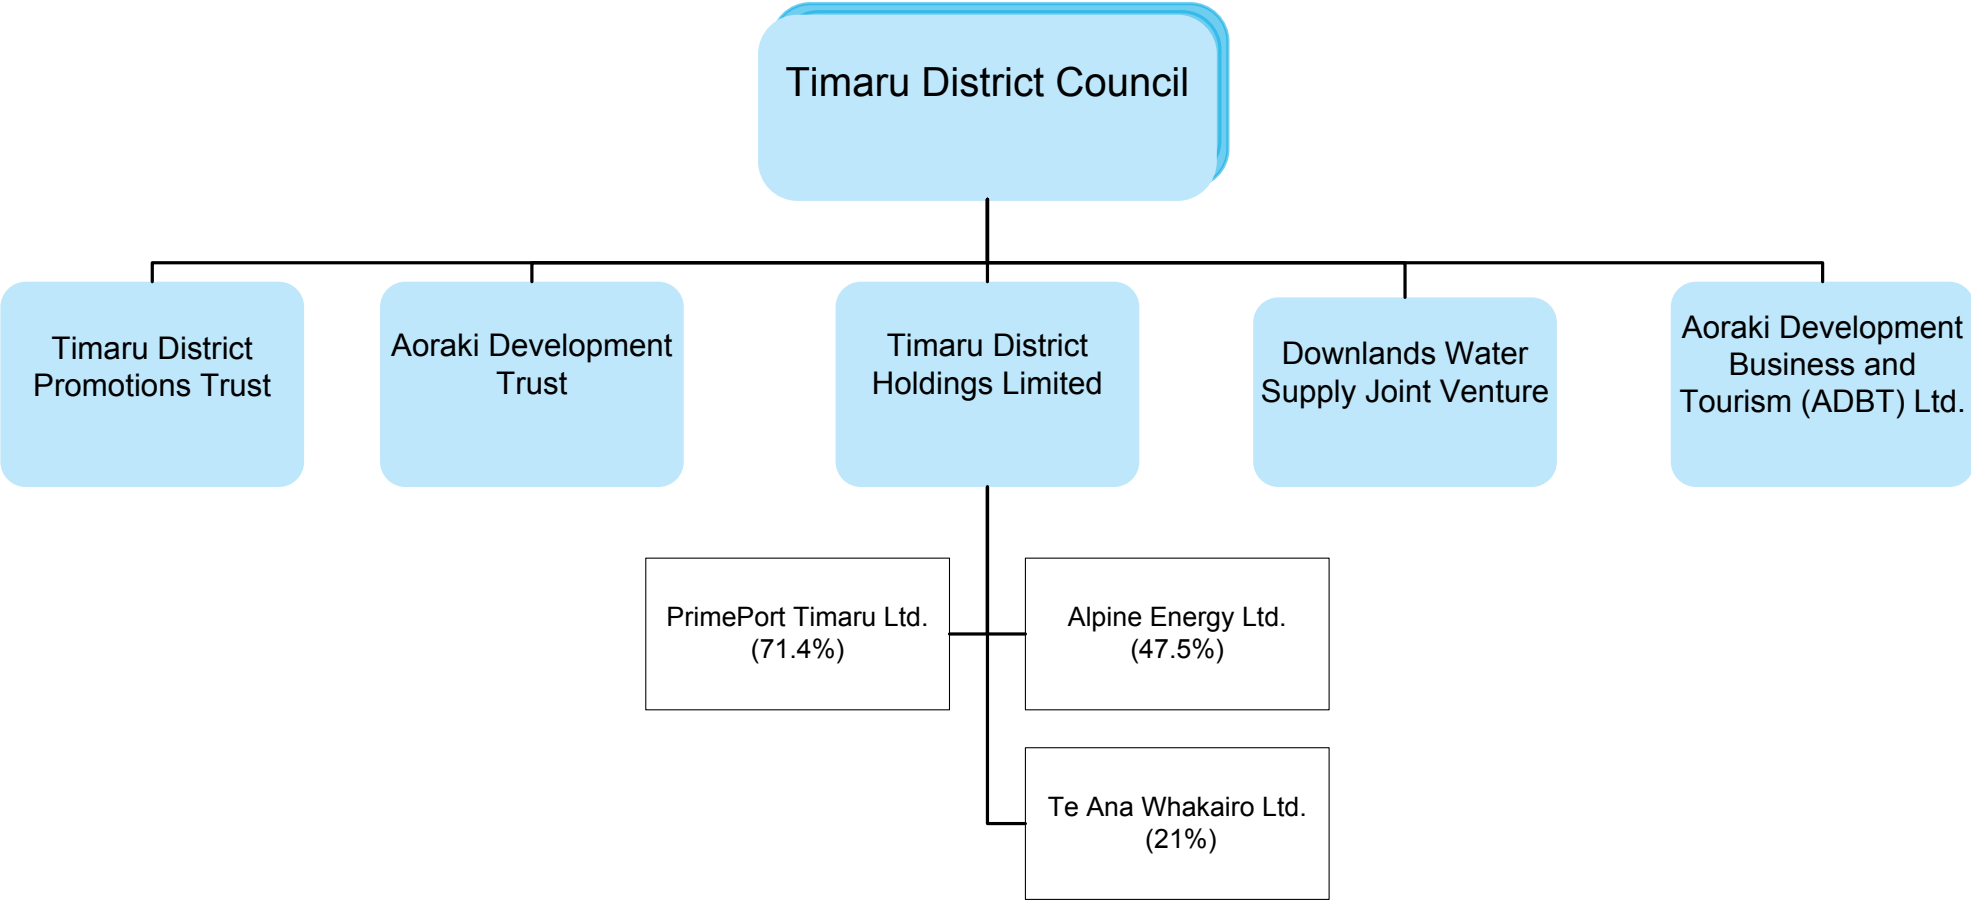 Timaru District Council
Timaru District
Promotions Trust
Aoraki Development
Trust
Timaru District
Holdings Limited
Downlands Water
Supply Joint Venture
Aoraki Development
Business and
Tourism (ADBT) Ltd.
PrimePort Timaru Ltd.
(71.4%)
Alpine Energy Ltd.
(47.5%)
Te Ana Whakairo Ltd.
(21%)